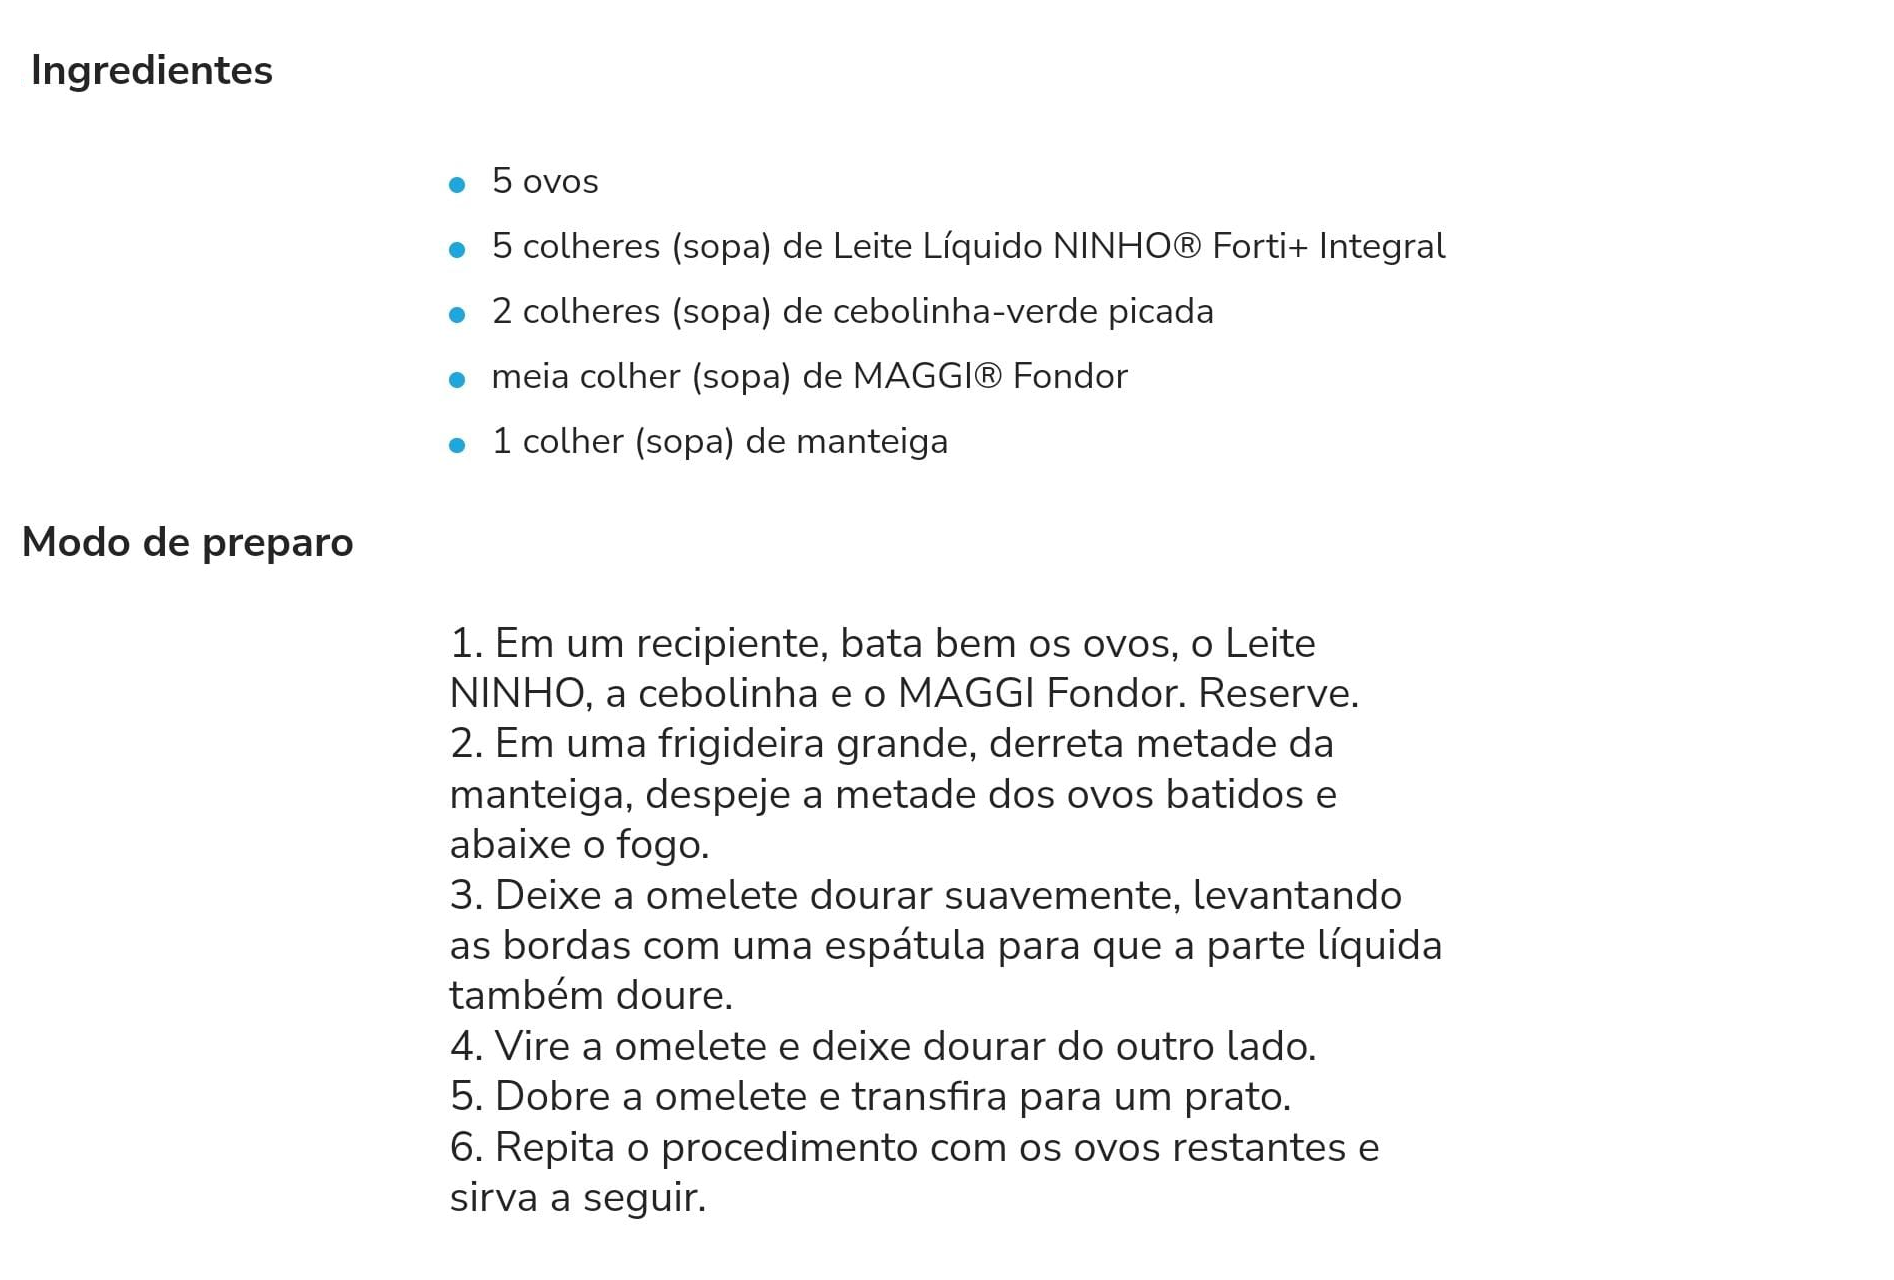 Ingredientes
5 ovos
5 colheres (sopa) de Leite Líquido NINHO® Forti+ Integral
2 colheres (sopa) de cebolinha-verde picada
meia colher (sopa) de MAGGI® Fondor
1 colher (sopa) de manteiga
Modo de preparo
1. Em um recipiente, bata bem os ovos, o Leite
NINHO, a cebolinha e o MAGGI Fondor. Reserve.
2. Em uma frigideira grande, derreta metade da
manteiga, despeje a metade dos ovos batidos e
abaixe o fogo.
3. Deixe a omelete dourar suavemente, levantando
as bordas com uma espátula para que a parte líquida
também doure.
4. Vire a omelete e deixe dourar do outro lado.
5. Dobre a omelete e transfira para um prato.
6. Repita o procedimento com os ovos restantes e
sirva a seguir.